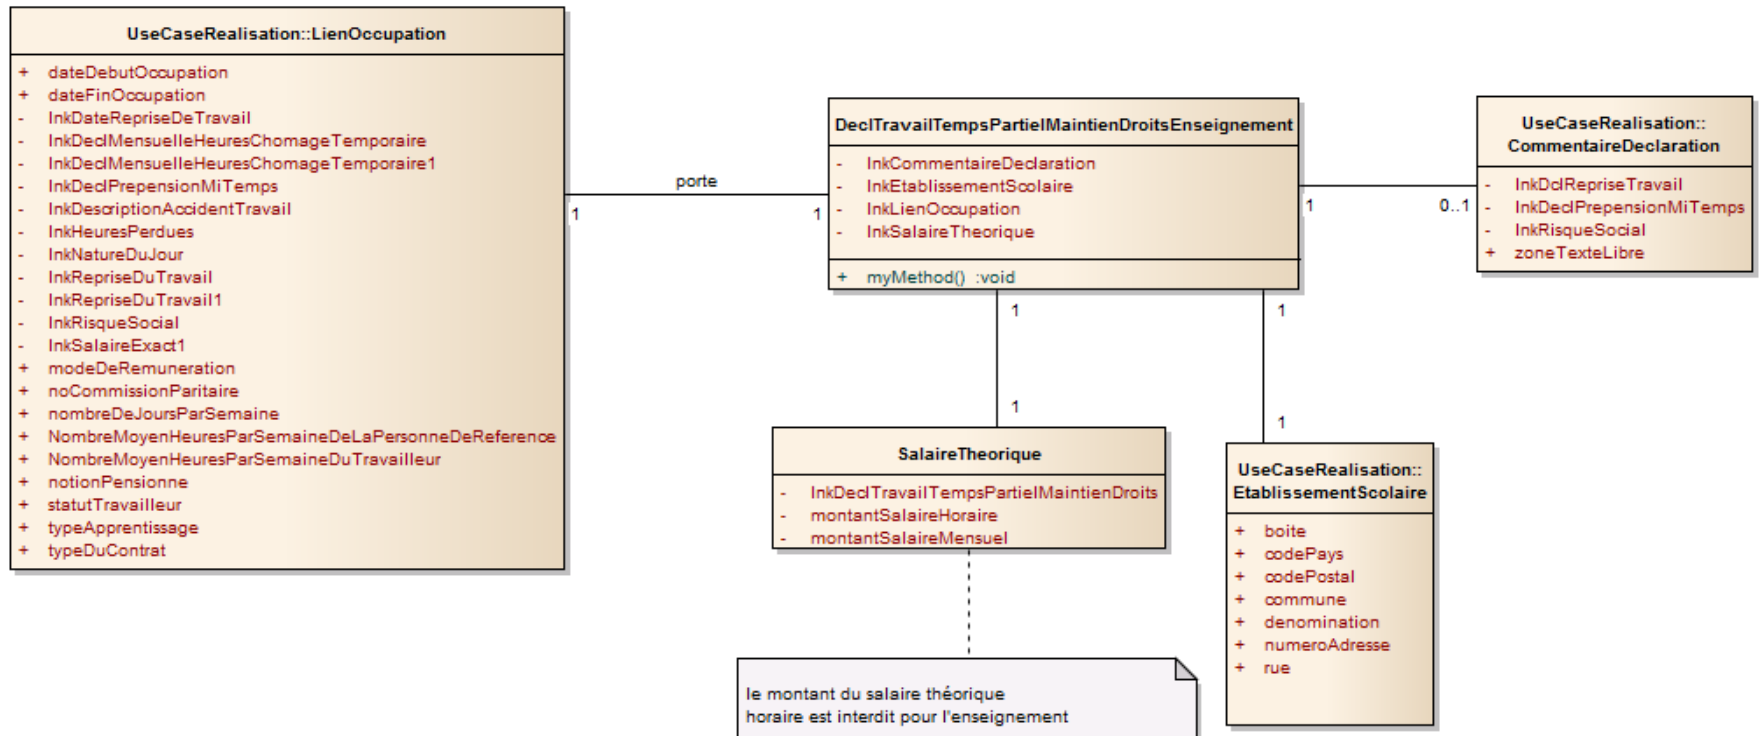 UseCaseRealisation::LienOccupation
+ dateDebutOccupation
+ dateFinOccupation
- lnkDateRepriseDeTravail
- lnkDeclMensuelleHeuresChomageTemporaire
- lnkDeclMensuelleHeuresChomageTemporaire1
- lnkDeclPrepensionMiTemps
- lnkDescriptionAccidentTravail
- lnkHeuresPerdues
- lnkNatureDuJour
- lnkRepriseDuTravail
- lnkRepriseDuTravail1
- lnkRisqueSocial
- lnkSalaireExact1
+ modeDeRemuneration
+ noCommissionParitaire
+ nombreDeJoursParSemaine
+ NombreMoyenHeuresParSemaineDeLaPersonneDeReference
+ NombreMoyenHeuresParSemaineDuTravailleur
+ notionPensionne
+ statutTravailleur
+ typeApprentissage
+ typeDuContrat
porte
1
1
DeclTravailTempsPartielMaintienDroitsEnseignement
- lnkCommentaireDeclaration
- lnkEtablissementScolaire
- lnkLienOccupation
- lnkSalaireTheorique
+ myMethod() :void
1
0..1
UseCaseRealisation::
CommentaireDeclaration
- lnkDclRepriseTravail
- lnkDeclPrepensionMiTemps
- lnkRisqueSocial
+ zoneTexteLibre
1
1
SalaireTheorique
- lnkDeclTravailTempsPartielMaintienDroits
- montantSalaireHoraire
- montantSalaireMensuel
1
1
UseCaseRealisation::
EtablissementScolaire
+ boite
+ codePays
+ codePostal
+ commune
+ denomination
+ numeroAdresse
+ rue
le montant du salaire théorique
horaire est interdit pour l'enseignement